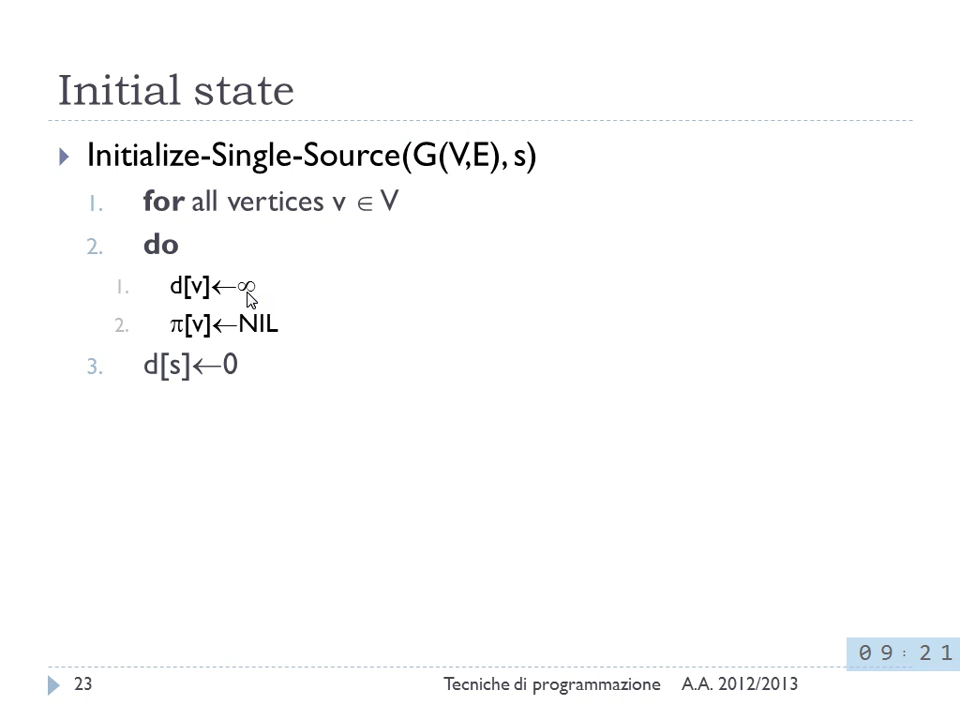 Initial state
Initialize-Single-Source(G(V,E), s)
1. for all vertices v ∈ V
2. do
1. d[v]←∞
2. π[v]←NIL
3. d[s]←0
09:21
23 Tecniche di programmazione A.A. 2012/2013